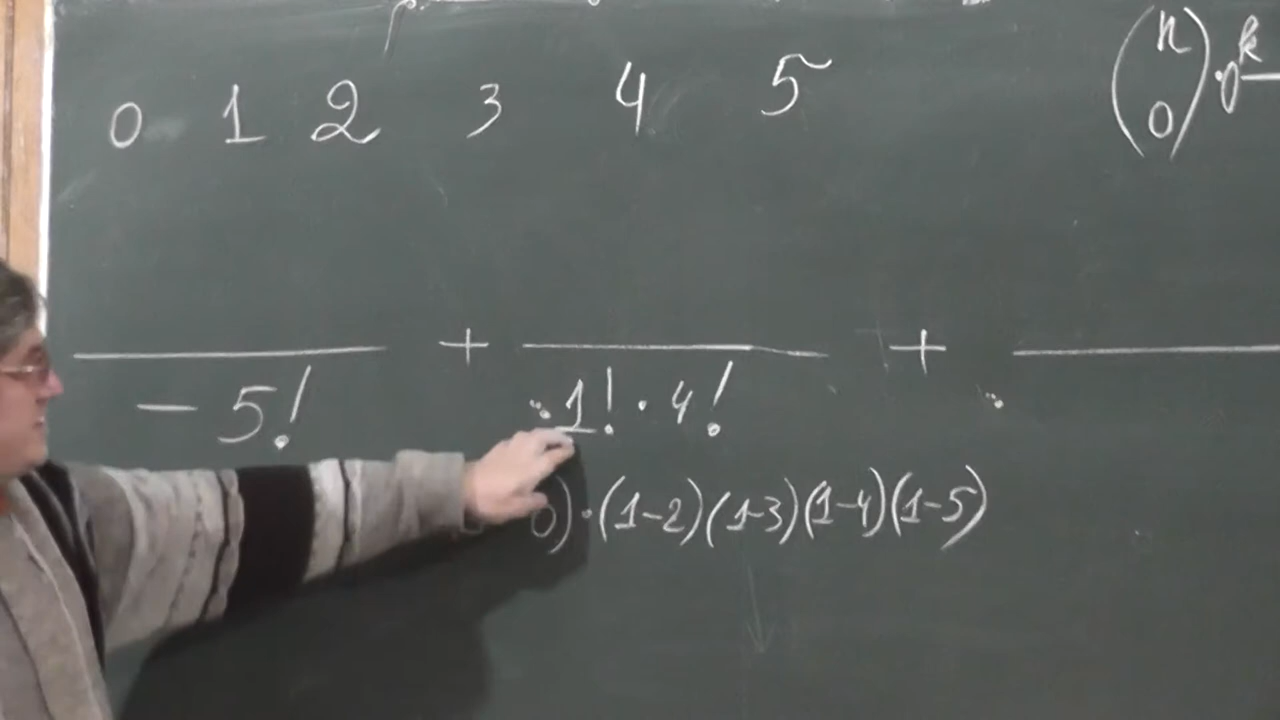 0 1 2 3 4 5
(n 0) · 0^k
− 5! + 1! · 4! +
0) · (1-2)(1-3)(1-4)(1-5)